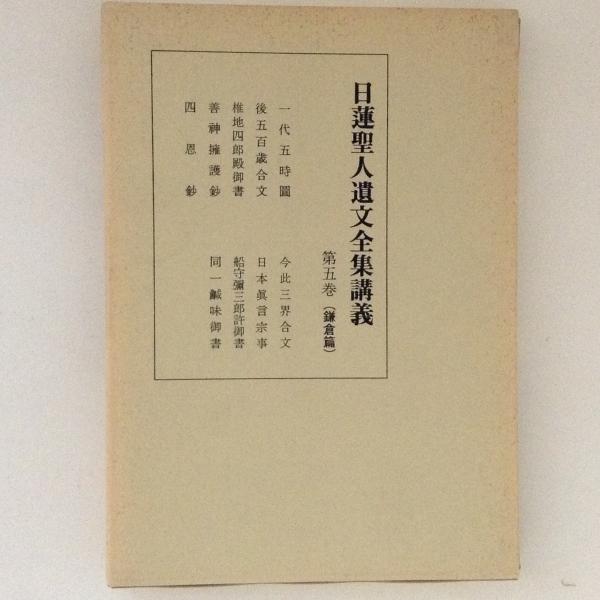 日蓮聖人遺文全集講義
第五巻（鎌倉篇）
一代五時圖
今此三界合文
後五百歳合文
日本眞言宗事
椎地四郎殿御書
船守彌三郎許御書
善神擁護鈔
同一鹹味御書
四恩鈔